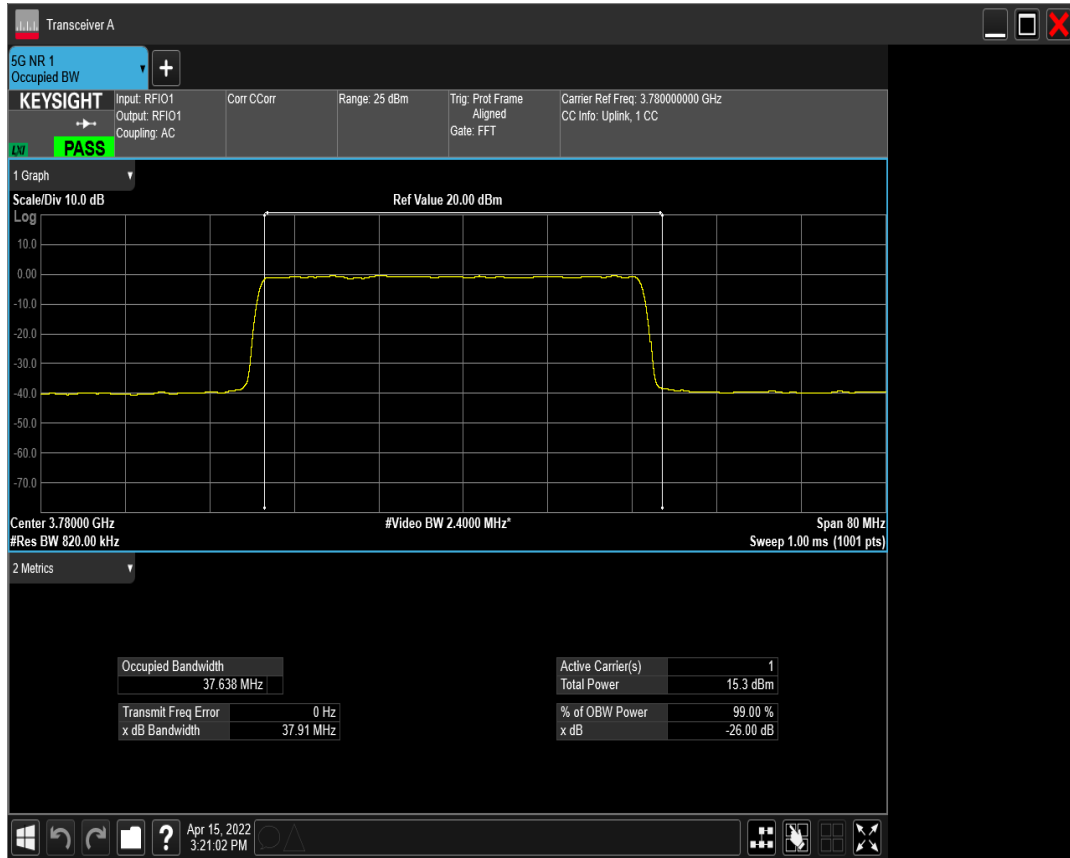 Transceiver A
5G NR 1
Occupied BW
+
KEYSIGHT
LXI
PASS
Input: RFIO1
Output: RFIO1
Coupling: AC
Corr CCorr
Range: 25 dBm
Trig: Prot Frame
Aligned
Gate: FFT
Carrier Ref Freq: 3.780000000 GHz
CC Info: Uplink, 1 CC
1 Graph
Scale/Div 10.0 dB
Ref Value 20.00 dBm
Log
10.0
0.00
-10.0
-20.0
-30.0
-40.0
-50.0
-60.0
-70.0
Center 3.78000 GHz
#Video BW 2.4000 MHz*
Span 80 MHz
#Res BW 820.00 kHz
Sweep 1.00 ms (1001 pts)
2 Metrics
Occupied Bandwidth
37.638 MHz
Transmit Freq Error 0 Hz
x dB Bandwidth 37.91 MHz
Active Carrier(s) 1
Total Power 15.3 dBm
% of OBW Power 99.00 %
x dB -26.00 dB
?
Apr 15, 2022
3:21:02 PM